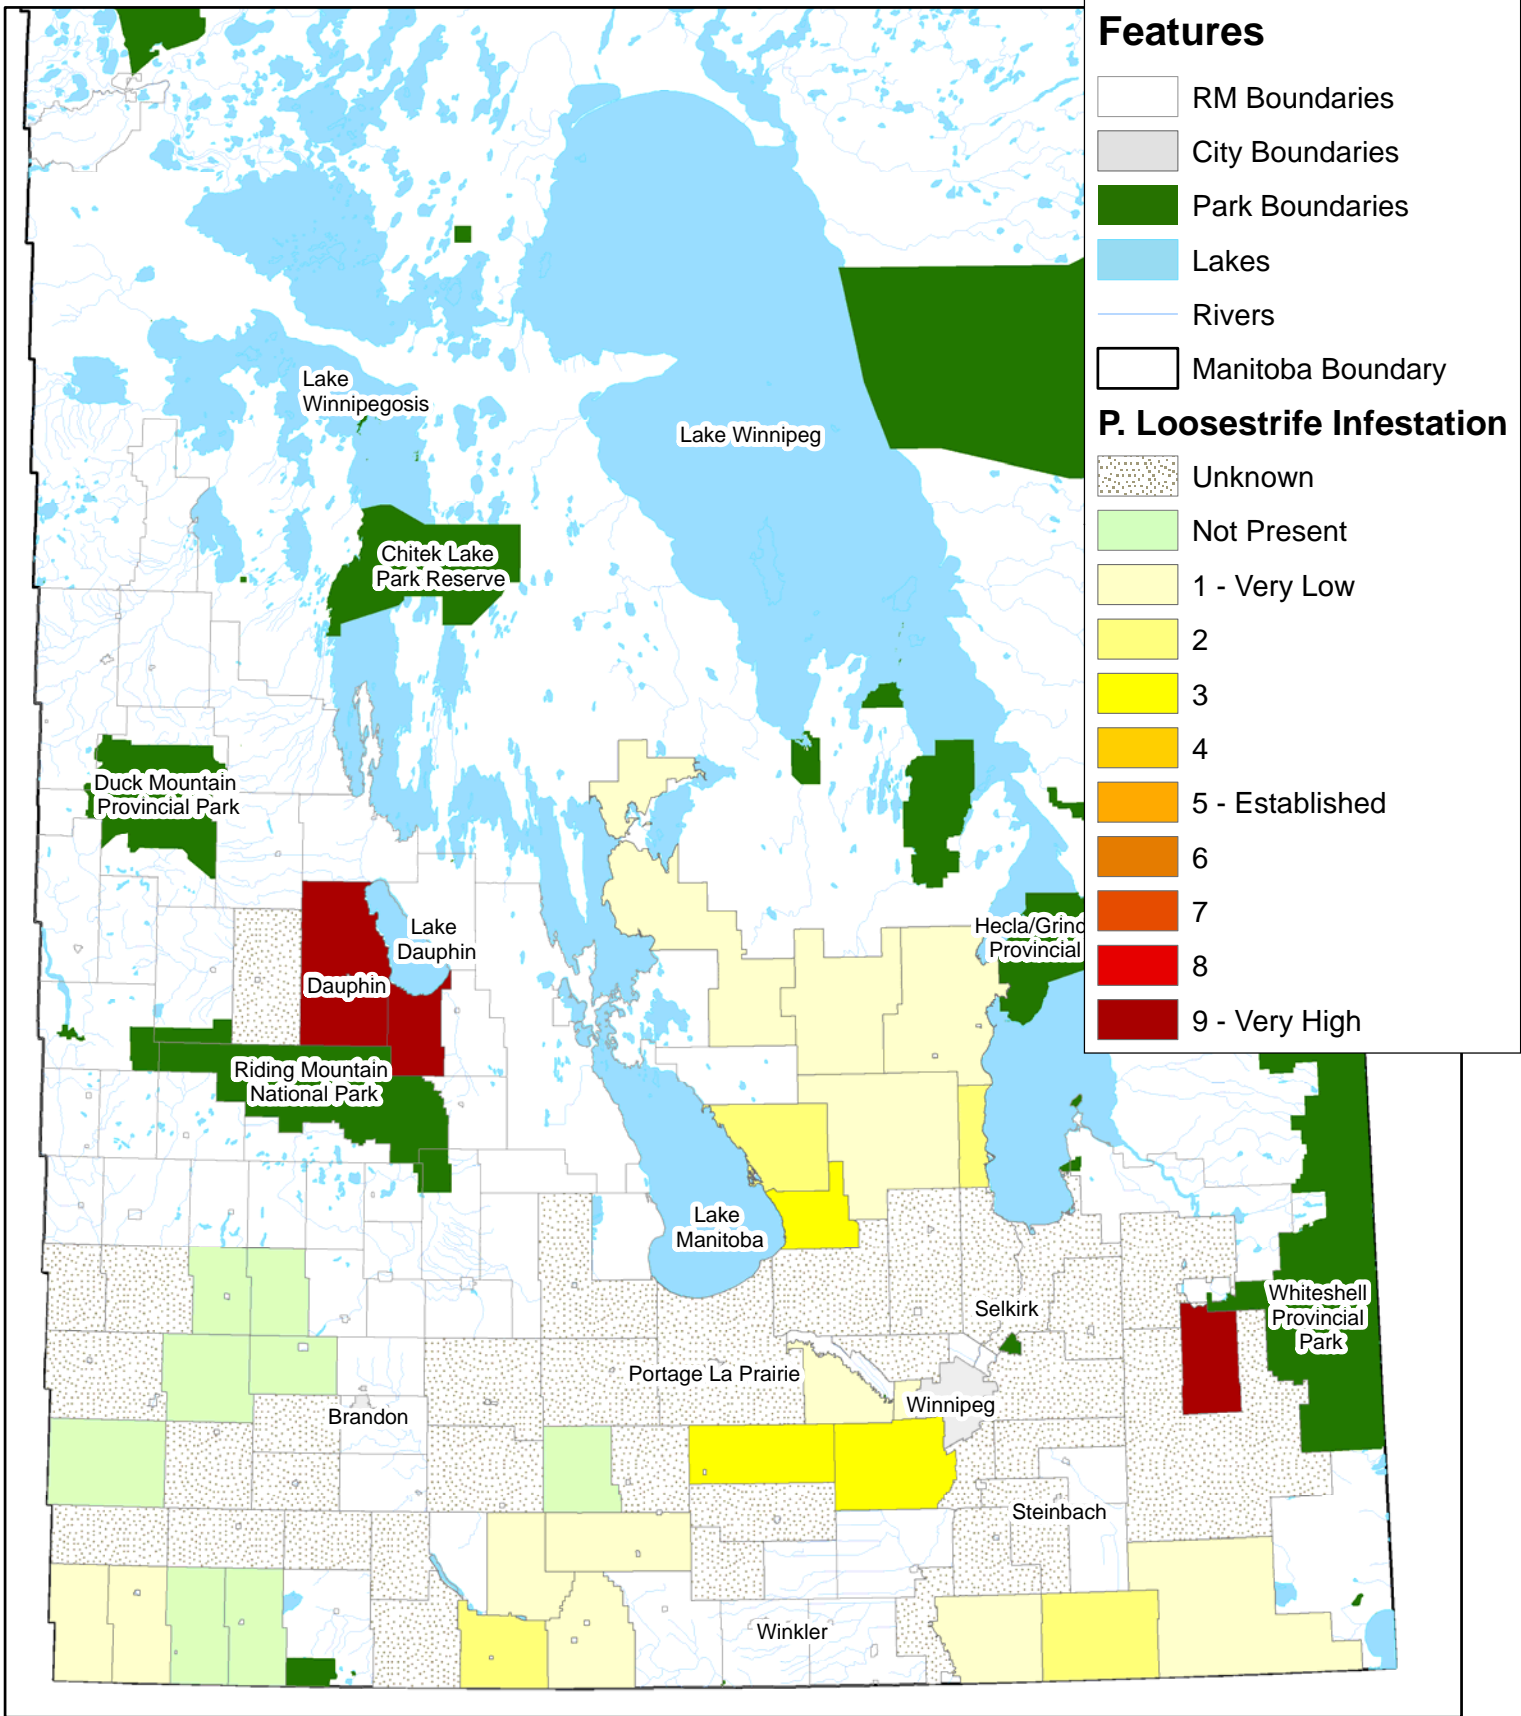 Features
RM Boundaries
City Boundaries
Park Boundaries
Lakes
Rivers
Manitoba Boundary
P. Loosestrife Infestation
Unknown
Not Present
1 - Very Low
2
3
4
5 - Established
6
7
8
9 - Very High
Lake
Winnipegosis
Lake Winnipeg
Chitek Lake
Park Reserve
Duck Mountain
Provincial Park
Lake
Dauphin
Dauphin
Hecla/Grind
Provincial
Riding Mountain
National Park
Lake
Manitoba
Selkirk
Whiteshell
Provincial
Park
Portage La Prairie
Winnipeg
Brandon
Steinbach
Winkler